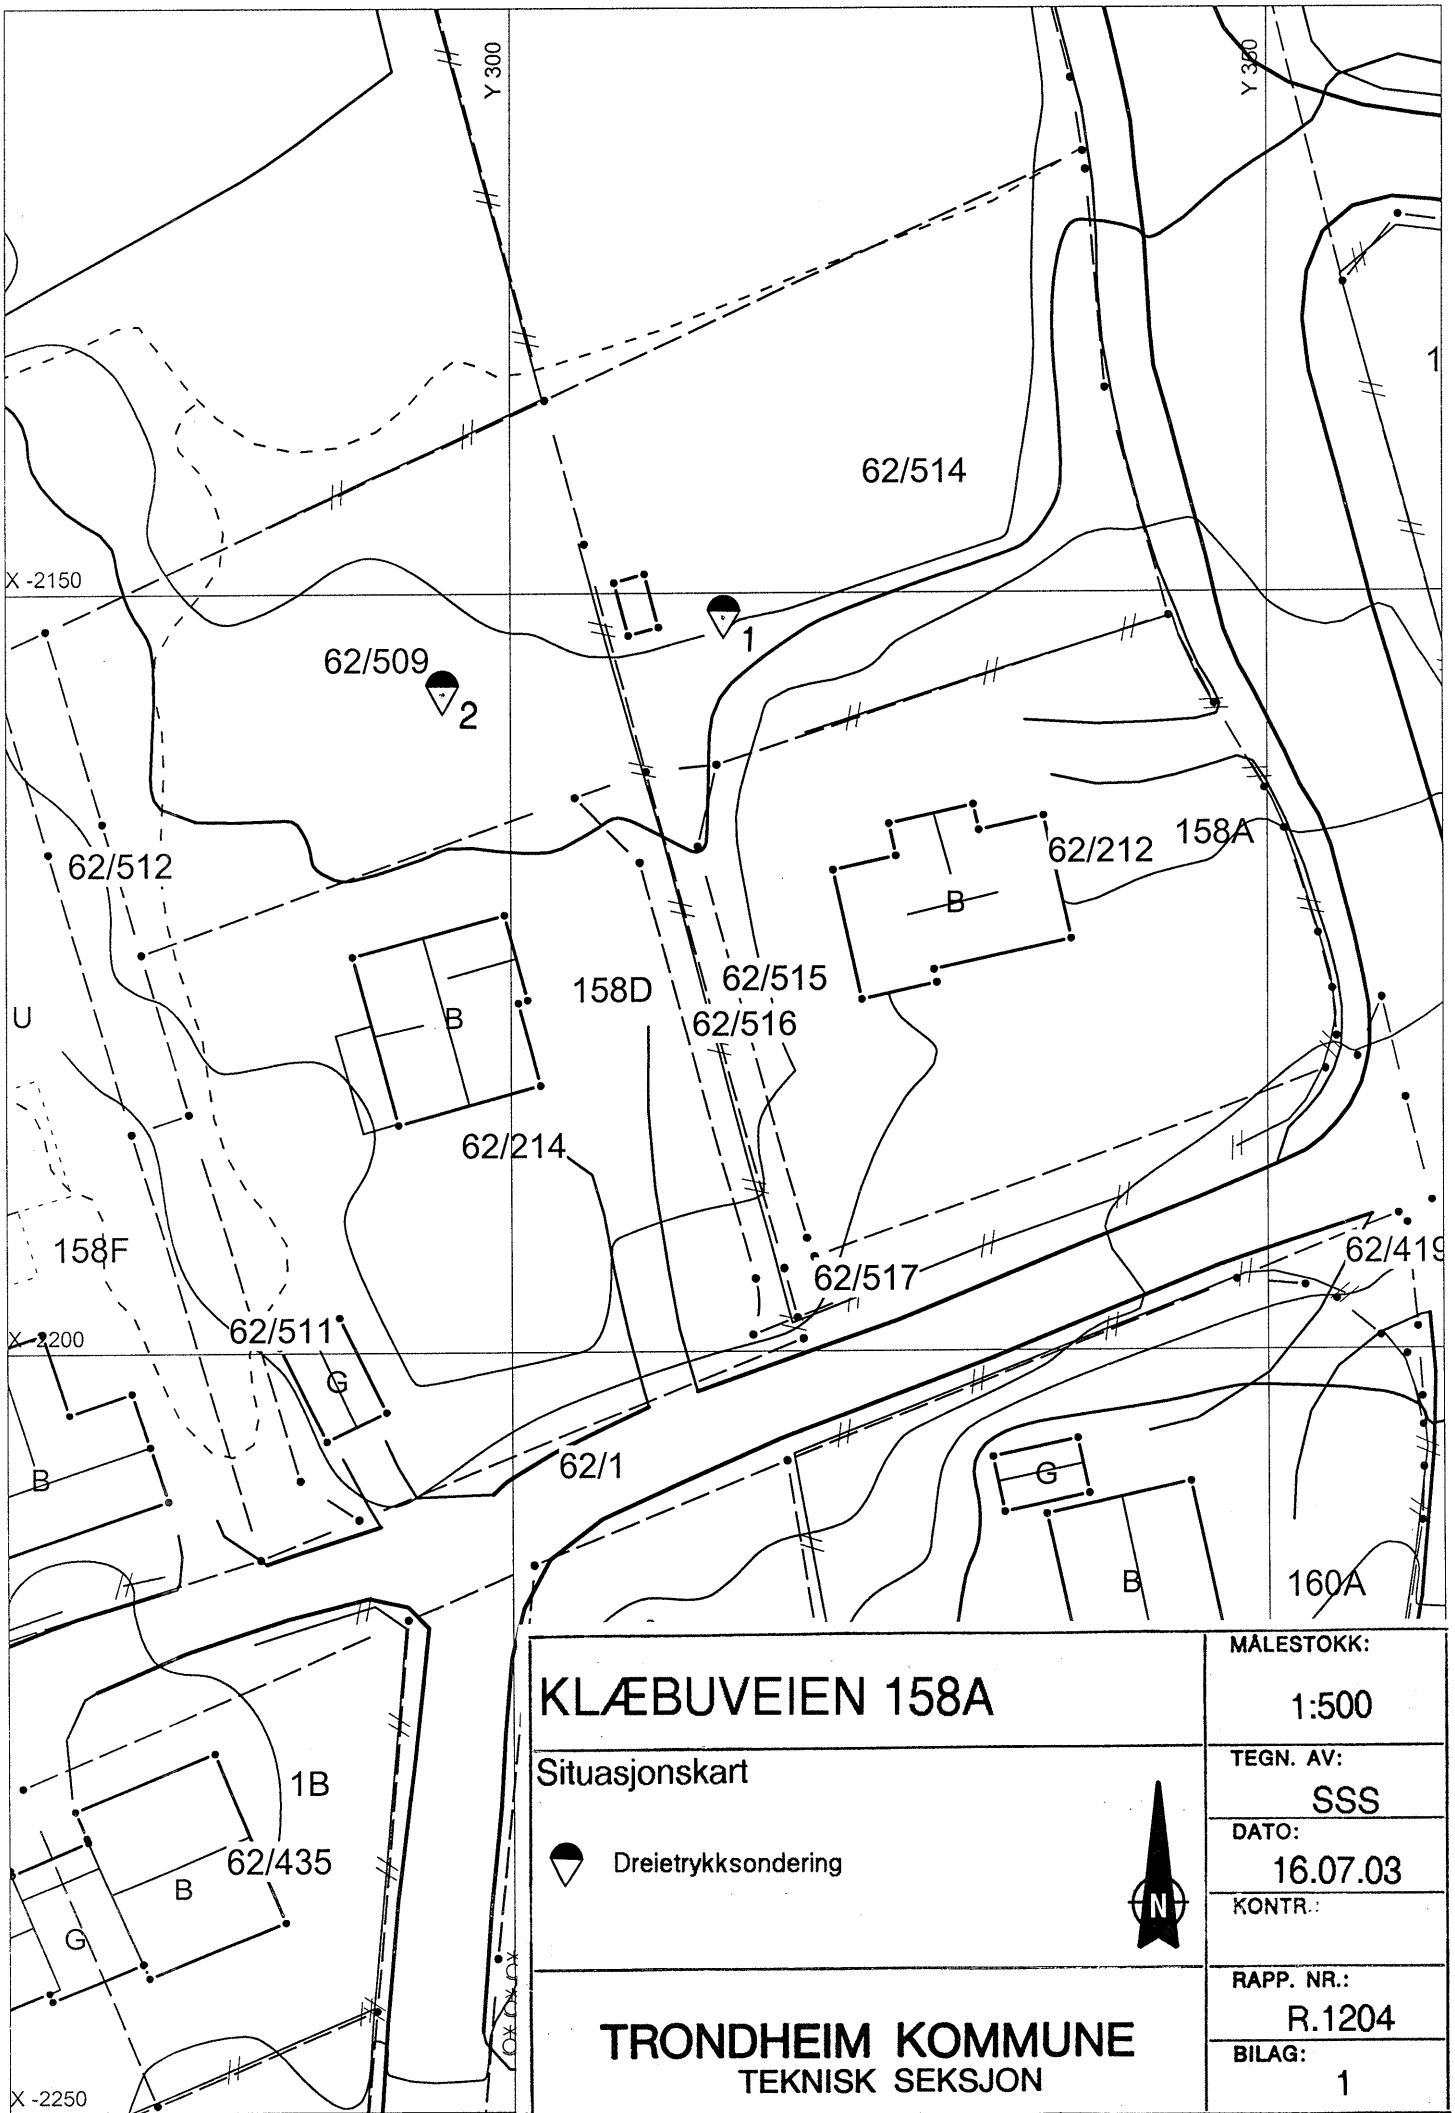 Y 300
Y 350
1
62/514
X -2150
62/509
1
2
62/512
158A
62/212
B
62/515
158D
62/516
U
B
62/214
158F
62/419
62/517
62/511
X -2200
G
62/1
B
G
B
160A
1B
62/435
B
G
X -2250
KLÆBUVEIEN 158A
Situasjonskart
Dreietrykksondering
N
TRONDHEIM KOMMUNE
TEKNISK SEKSJON
MÅLESTOKK:
1:500
TEGN. AV:
SSS
DATO:
16.07.03
KONTR.:
RAPP. NR.:
R.1204
BILAG:
1